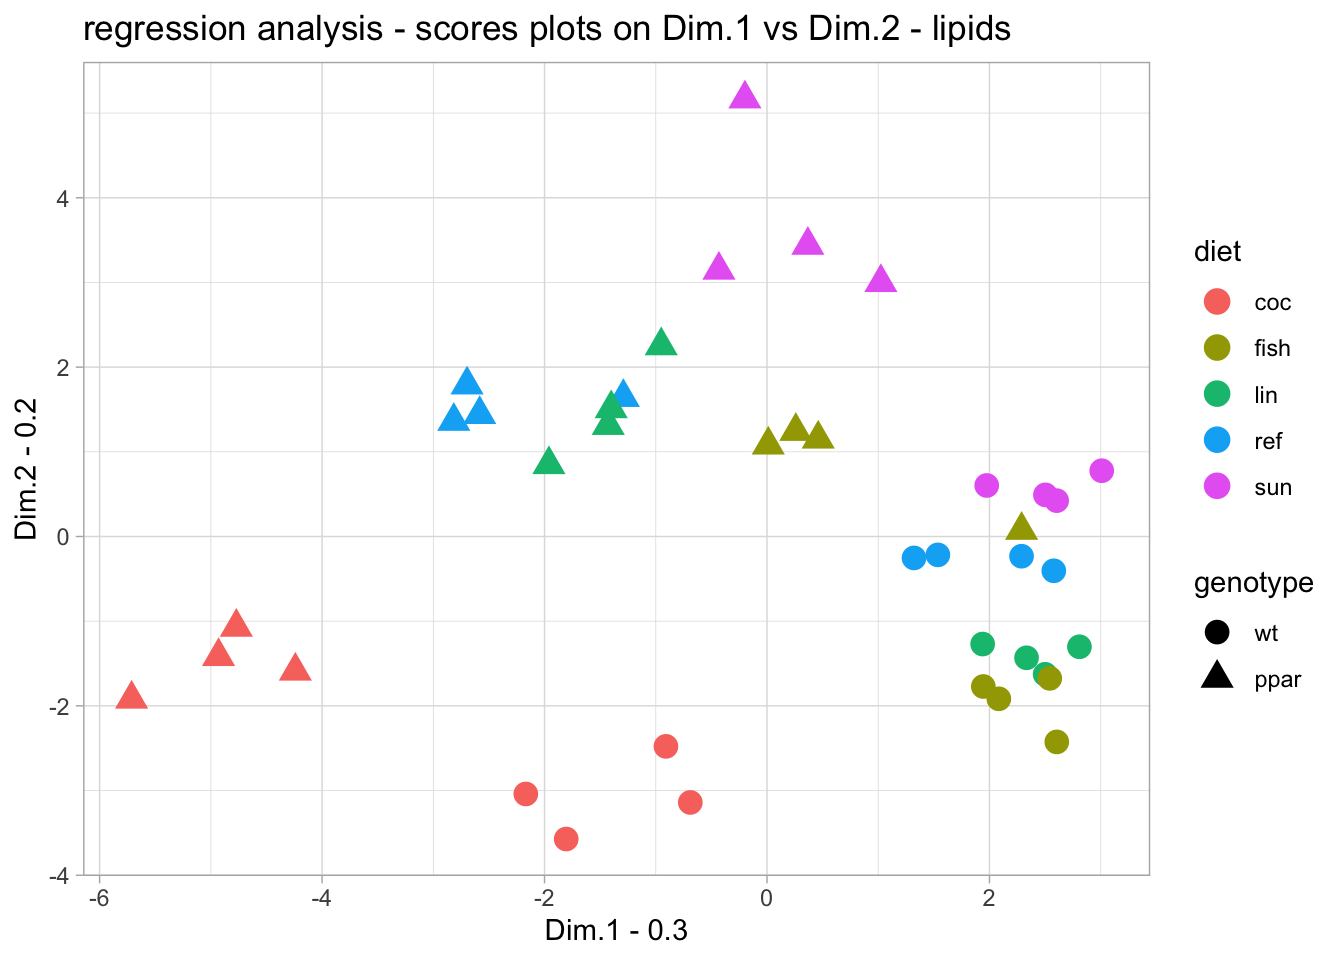 regression analysis - scores plots on Dim.1 vs Dim.2 - lipids
Dim.2 - 0.2
4
2
0
-2
-4
-6
-4
-2
0
2
Dim.1 - 0.3
diet
coc
fish
lin
ref
sun
genotype
wt
ppar